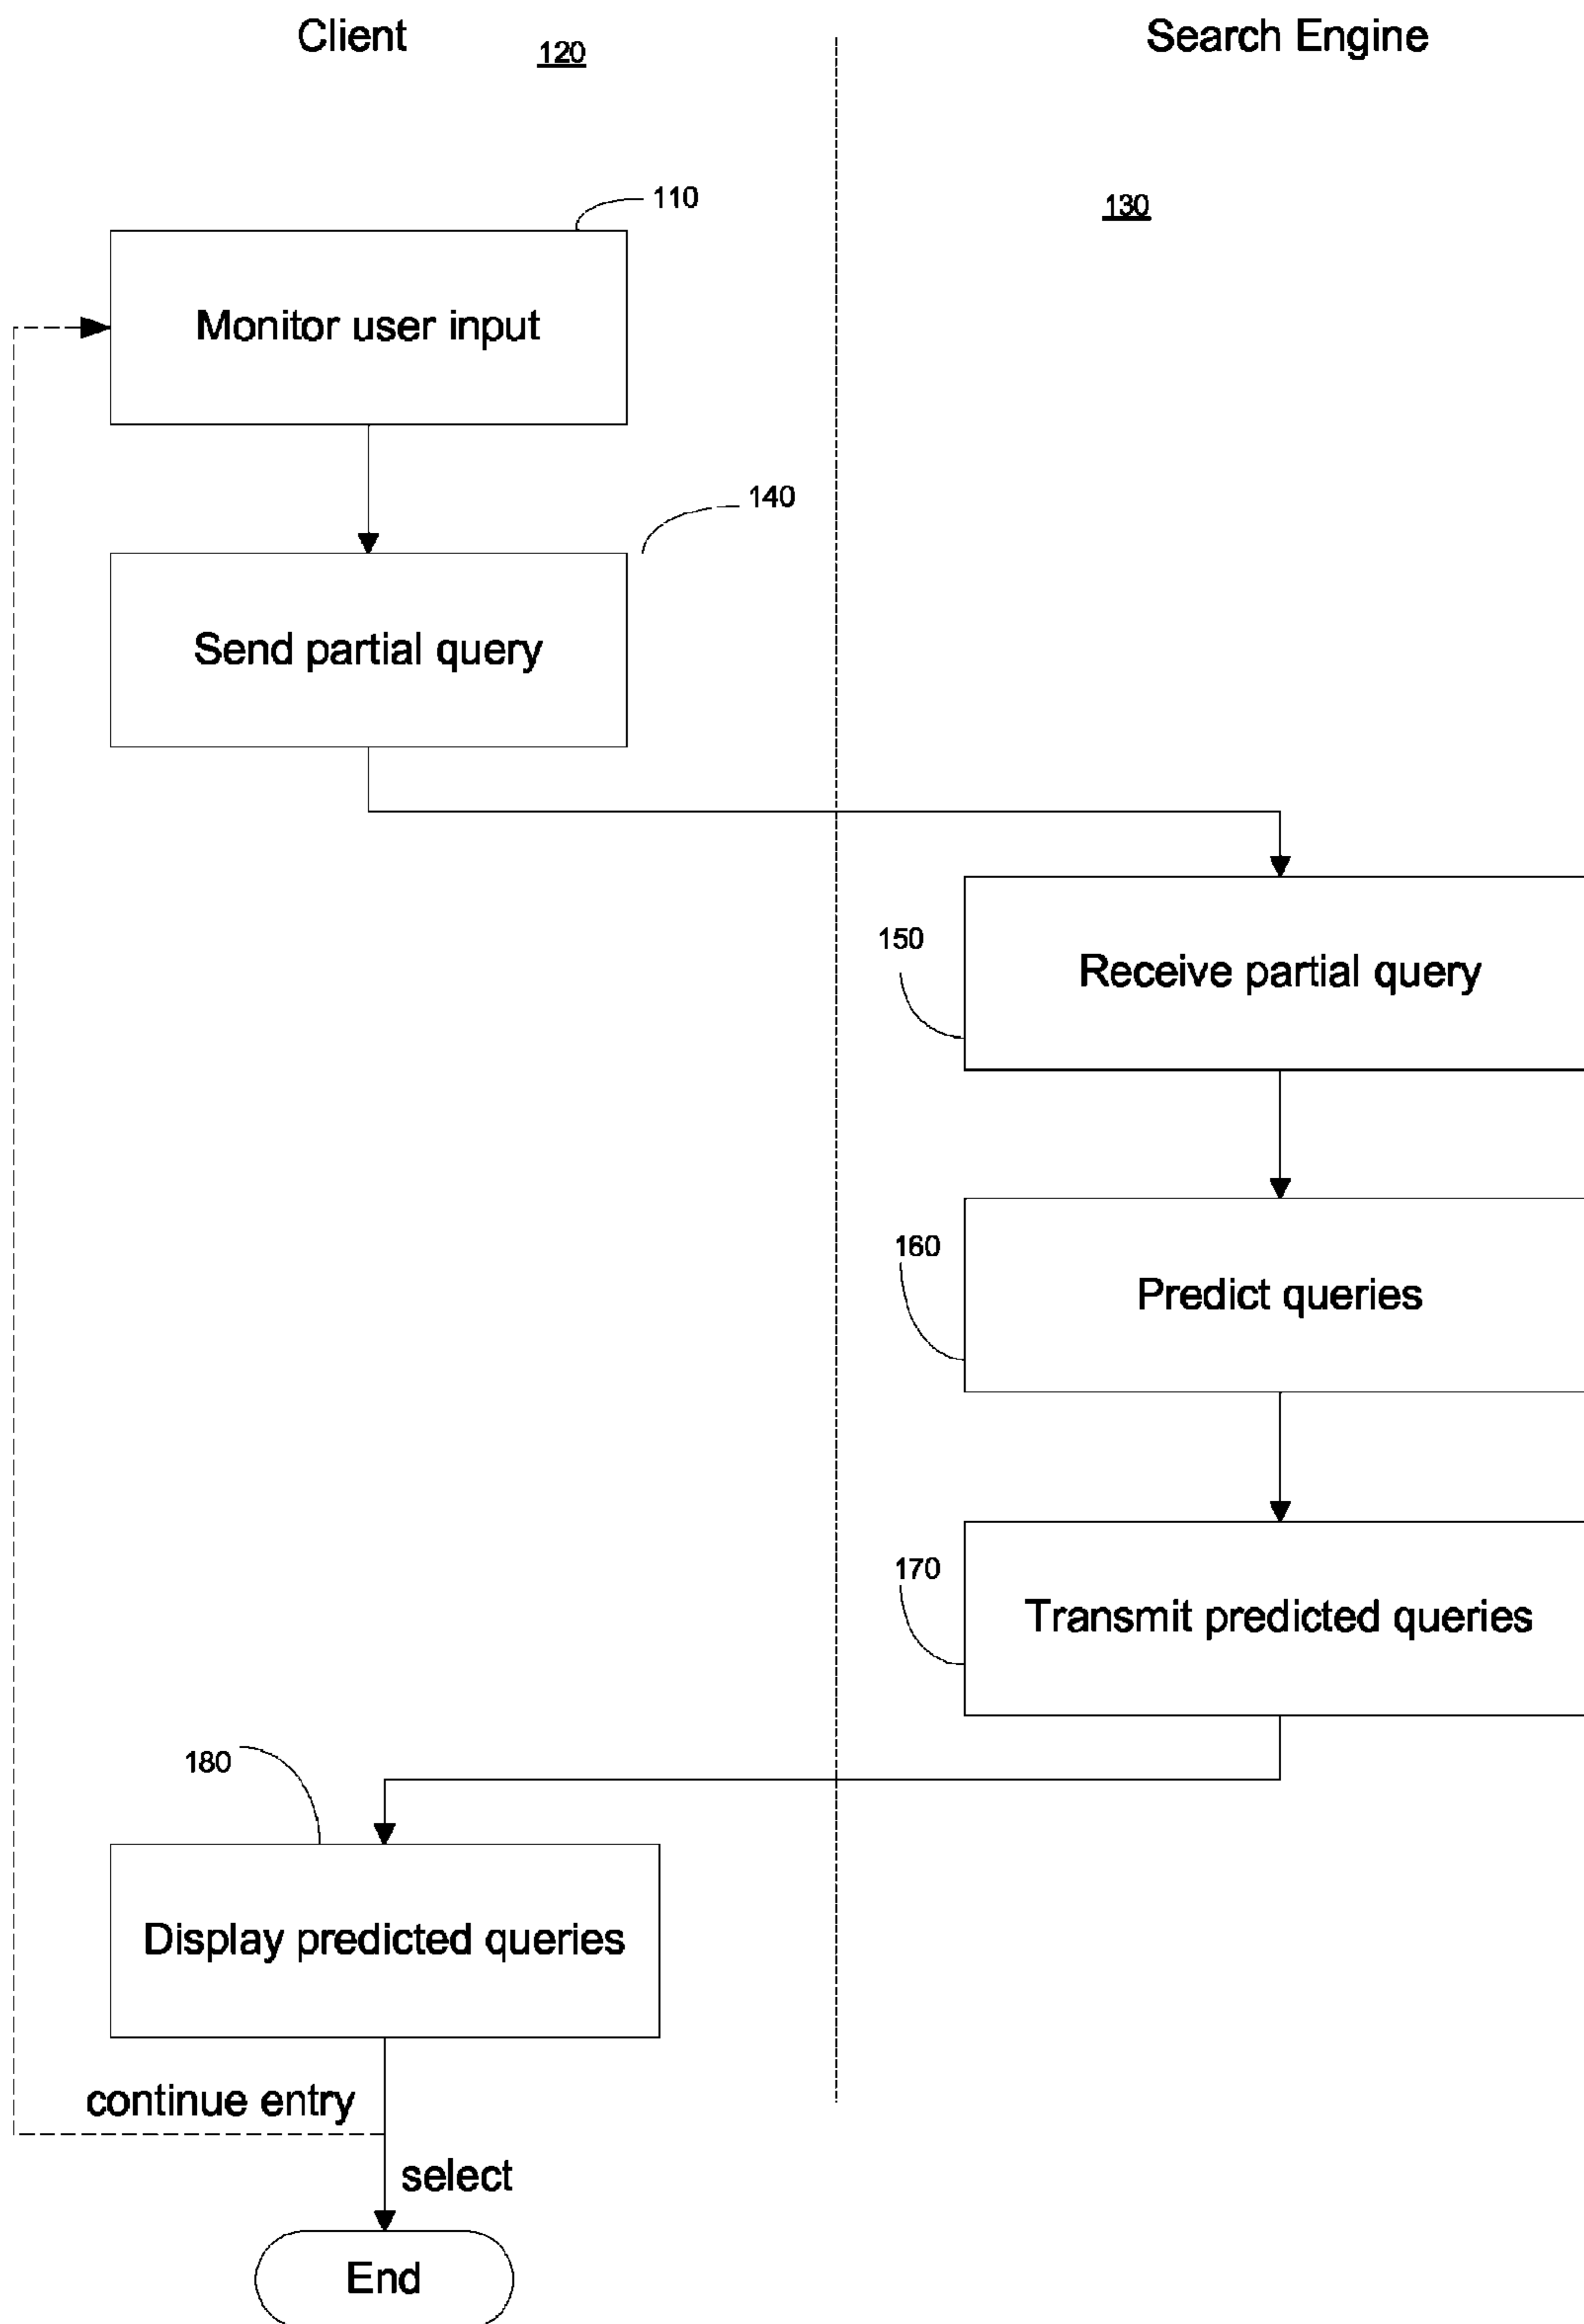 Client
120
Search Engine
130
110
Monitor user input
140
Send partial query
150
Receive partial query
160
Predict queries
170
Transmit predicted queries
180
Display predicted queries
continue entry
select
End